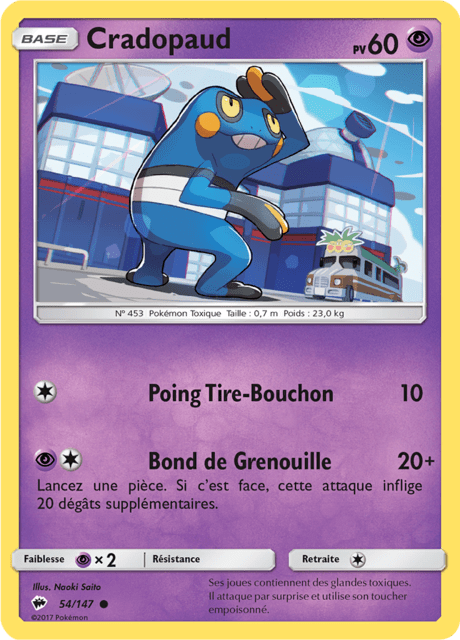 BASE Cradopaud PV60
N° 453 Pokémon Toxique Taille : 0,7 m Poids : 23,0 kg
Poing Tire-Bouchon 10
Bond de Grenouille 20+
Lancez une pièce. Si c'est face, cette attaque inflige
20 dégâts supplémentaires.
Faiblesse ×2 Résistance Retraite
Illus. Naoki Saito
54/147
©2017 Pokémon
Ses joues contiennent des glandes toxiques.
Il attaque par surprise et utilise son toucher
empoisonné.